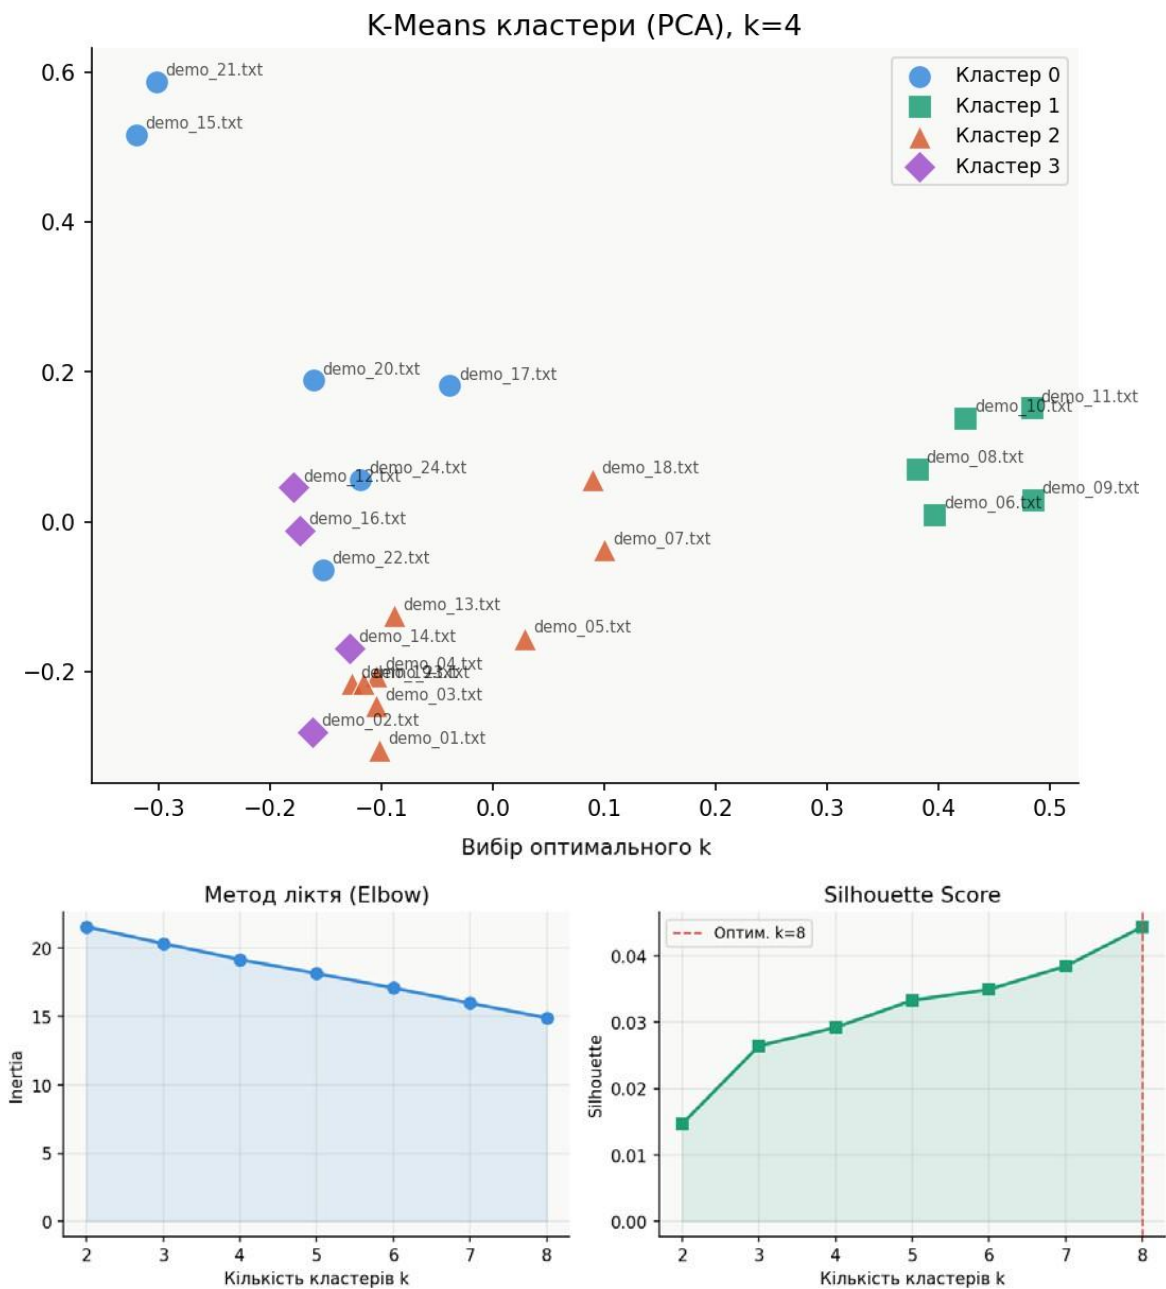 K-Means кластери (PCA), k=4
Кластер 0
Кластер 1
Кластер 2
Кластер 3
demo_21.txt
demo_15.txt
demo_20.txt
demo_17.txt
demo_11.txt
demo_10.txt
demo_24.txt
demo_12.txt
demo_18.txt
demo_08.txt
demo_09.txt
demo_06.txt
demo_16.txt
demo_07.txt
demo_22.txt
demo_13.txt
demo_05.txt
demo_14.txt
demo_04.txt
demo_03.txt
demo_02.txt
demo_01.txt
0.6
0.4
0.2
0.0
−0.2
−0.3 −0.2 −0.1 0.0 0.1 0.2 0.3 0.4 0.5
Вибір оптимального k
Метод ліктя (Elbow)
Inertia
20
15
10
5
0
2 3 4 5 6 7 8
Кількість кластерів k
Silhouette Score
Оптим. k=8
Silhouette
0.04
0.03
0.02
0.01
0.00
2 3 4 5 6 7 8
Кількість кластерів k